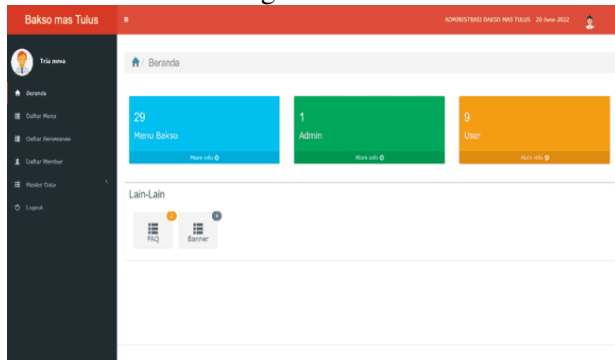 Bakso mas Tulus
ADMINISTRASI BAKSO MAS TULUS 20-June-2022
Tria nova
Beranda
Daftar Menu
Daftar Pemesanan
Daftar Member
Master Data
Logout
/ Beranda
29
Menu Bakso
More info
1
Admin
More info
9
User
More info
Lain-Lain
FAQ
Banner